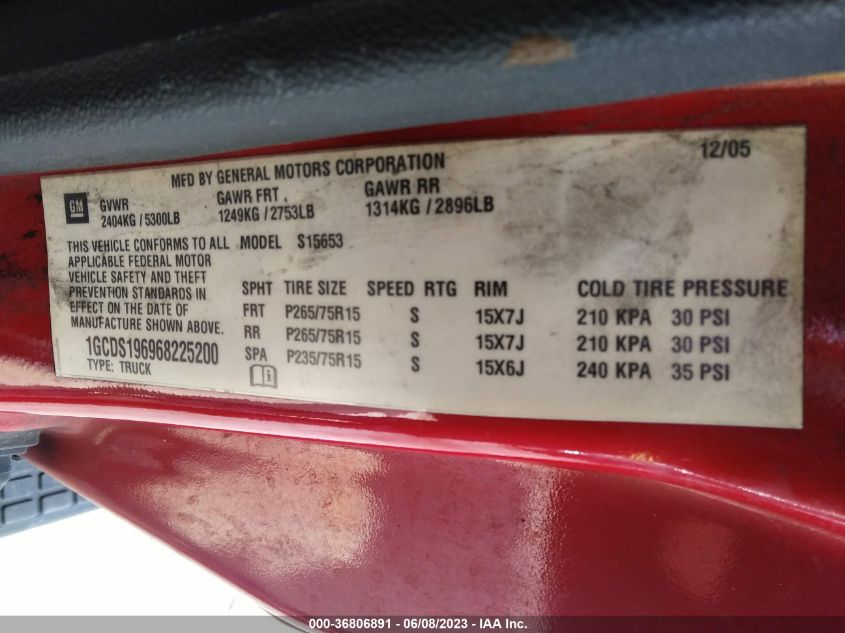 MFD BY GENERAL MOTORS CORPORATION 12/05
GM GVWR GAWR FRT GAWR RR
2404KG / 5300LB 1249KG / 2753LB 1314KG / 2896LB
THIS VEHICLE CONFORMS TO ALL MODEL S15653
APPLICABLE FEDERAL MOTOR
VEHICLE SAFETY AND THEFT
PREVENTION STANDARDS IN
EFFECT ON THE DATE OF
MANUFACTURE SHOWN ABOVE.
1GCDS196968225200
TYPE: TRUCK
SPHT TIRE SIZE SPEED RTG RIM COLD TIRE PRESSURE
FRT P265/75R15 S 15X7J 210 KPA 30 PSI
RR P265/75R15 S 15X7J 210 KPA 30 PSI
SPA P235/75R15 S 15X6J 240 KPA 35 PSI
000-36806891 - 06/08/2023 - IAA Inc.